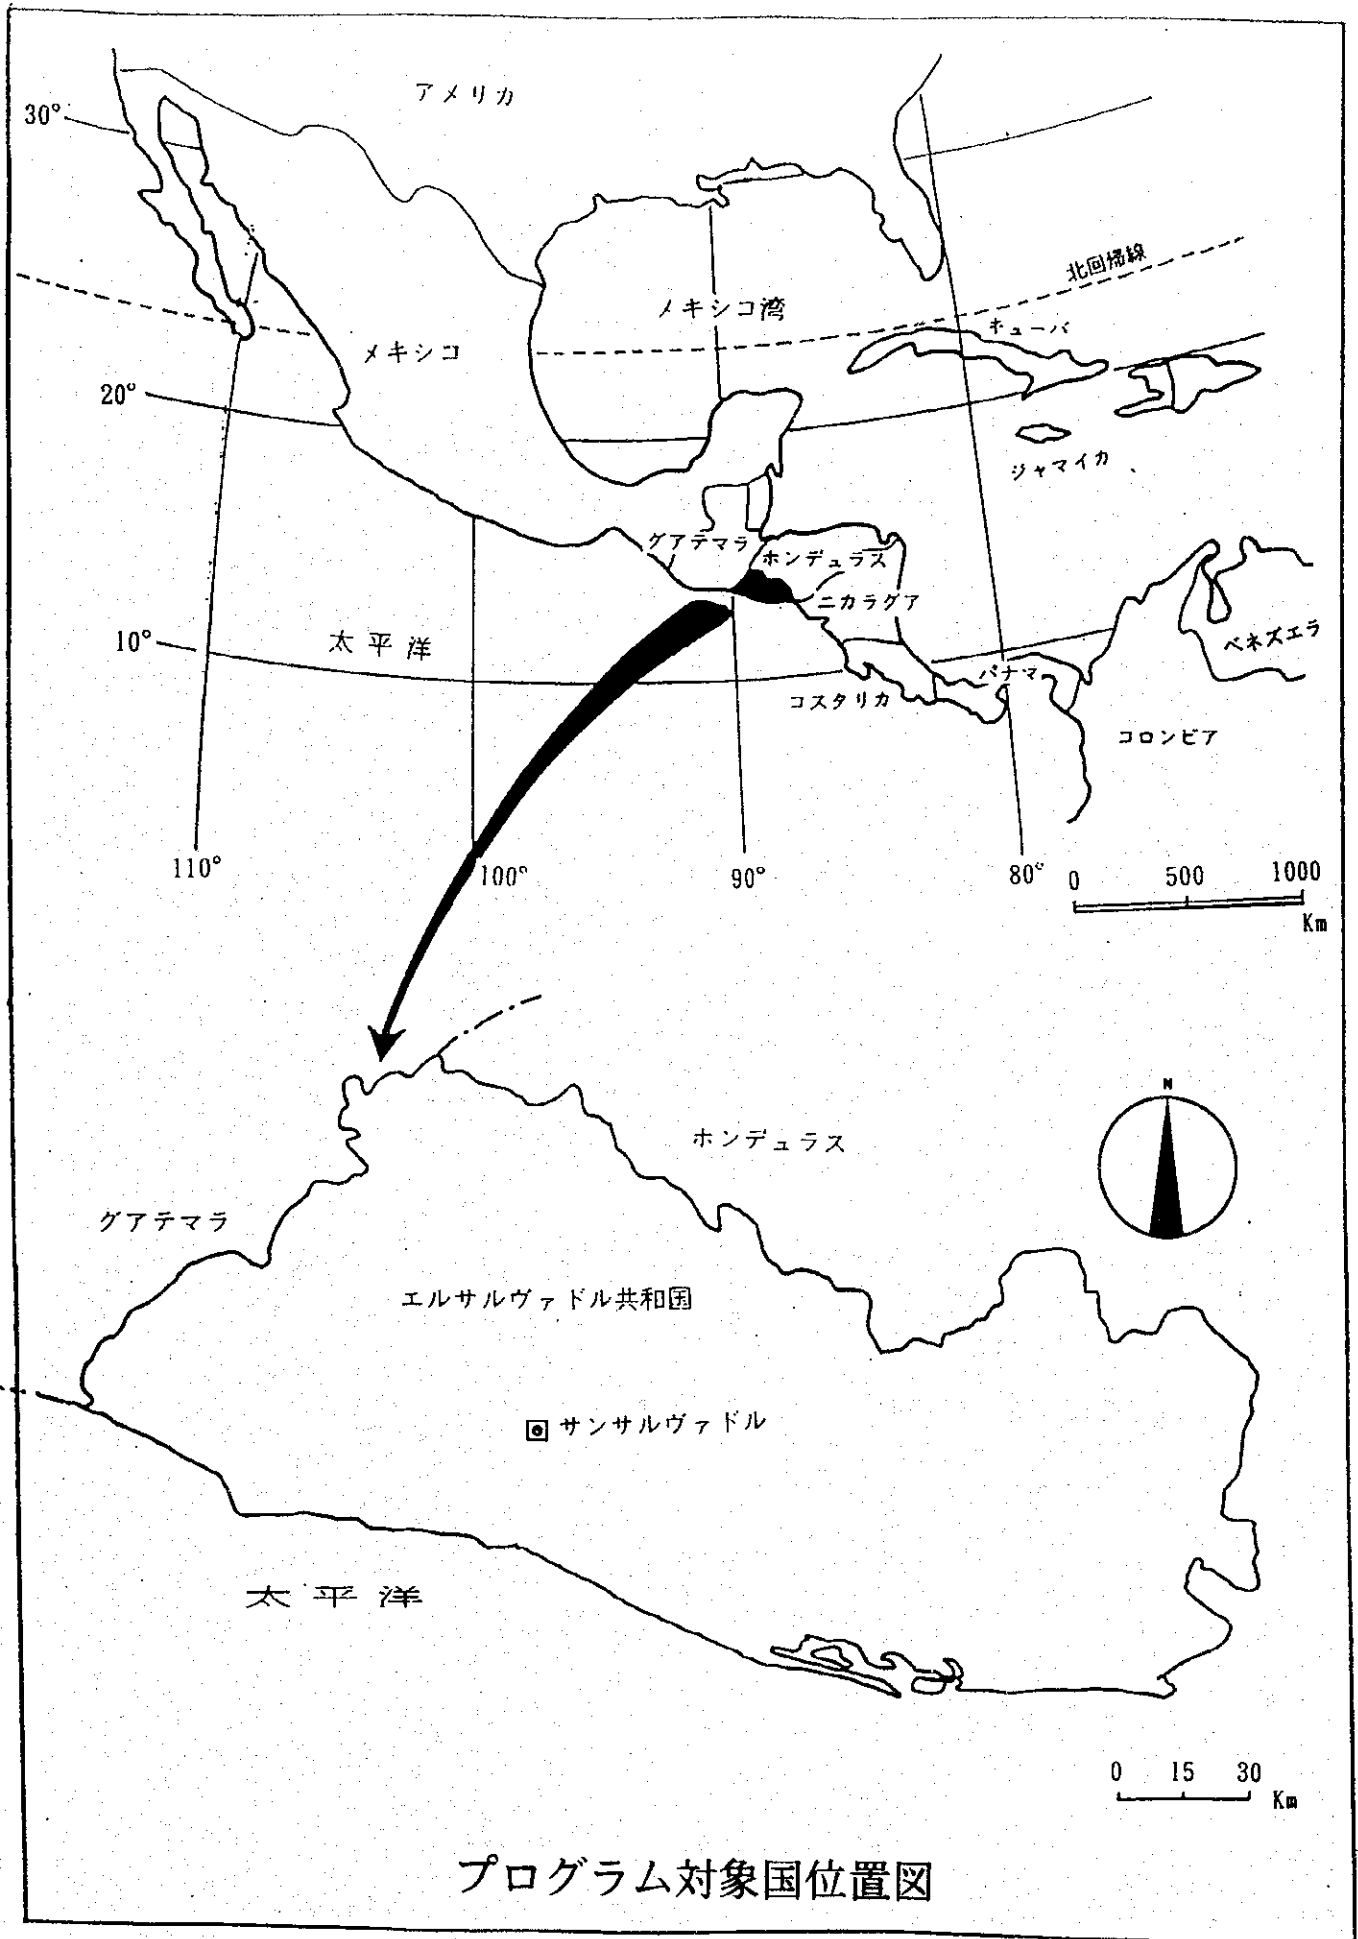 アメリカ
30°
北回帰線
メキシコ湾
キューバ
メキシコ
20°
ジャマイカ
グアテマラ
ホンデュラス
ニカラグア
10°
太平洋
ベネズエラ
パナマ
コスタリカ
コロンビア
110°
100°
90°
80°
0 500 1000
Km
N
ホンデュラス
グアテマラ
エルサルヴァドル共和国
サンサルヴァドル
太平洋
0 15 30
Km
プログラム対象国位置図